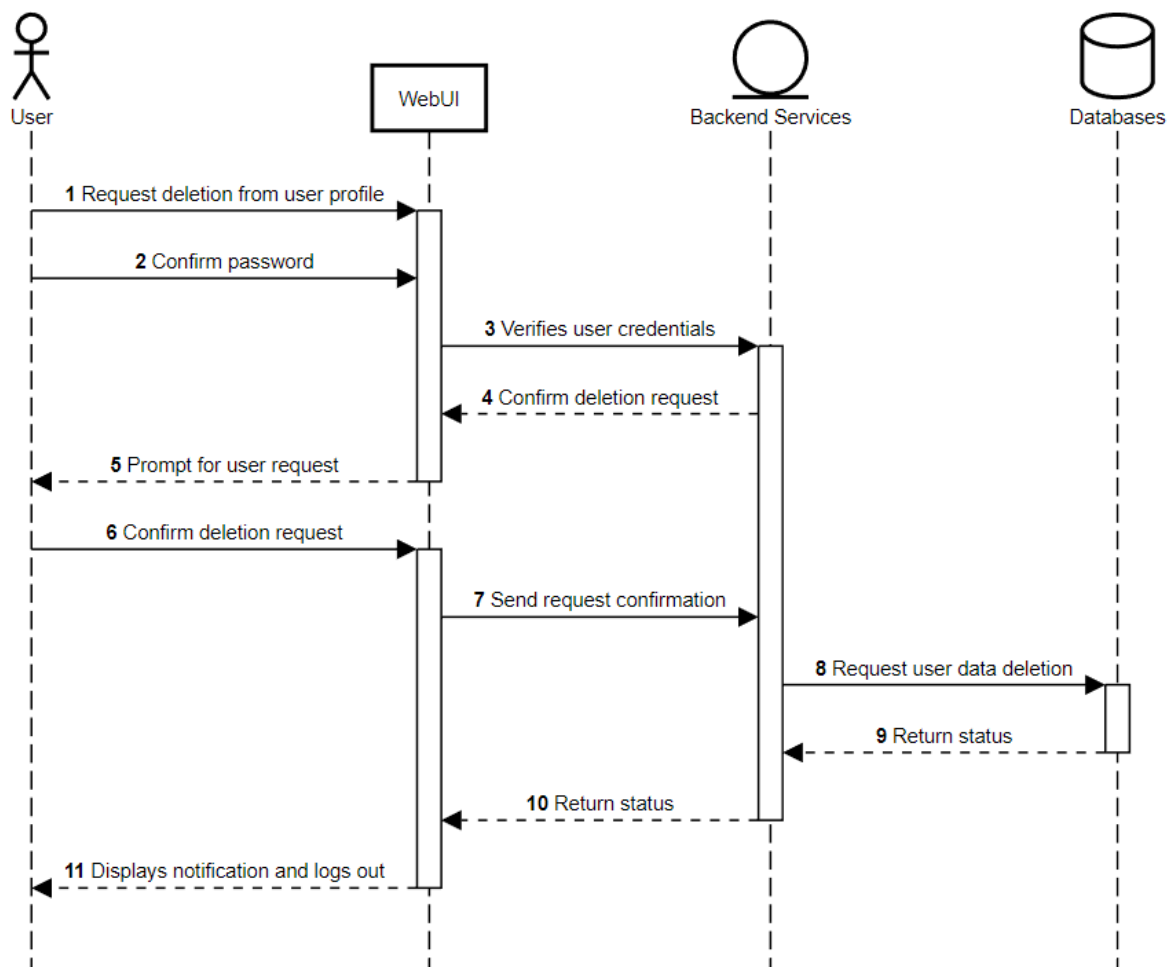 User
WebUI
Backend Services
Databases
1 Request deletion from user profile
2 Confirm password
3 Verifies user credentials
4 Confirm deletion request
5 Prompt for user request
6 Confirm deletion request
7 Send request confirmation
8 Request user data deletion
9 Return status
10 Return status
11 Displays notification and logs out